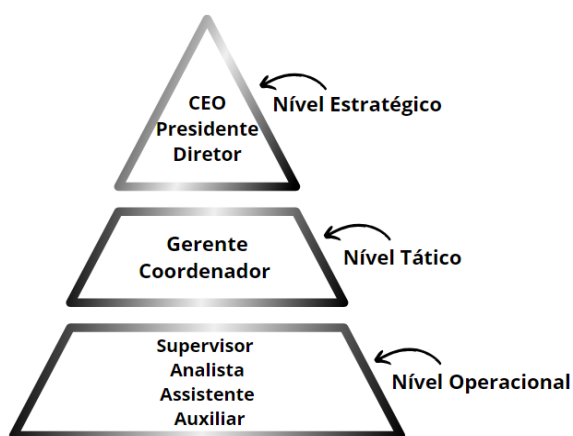 CEO
Presidente
Diretor
Nível Estratégico
Gerente
Coordenador
Nível Tático
Supervisor
Analista
Assistente
Auxiliar
Nível Operacional